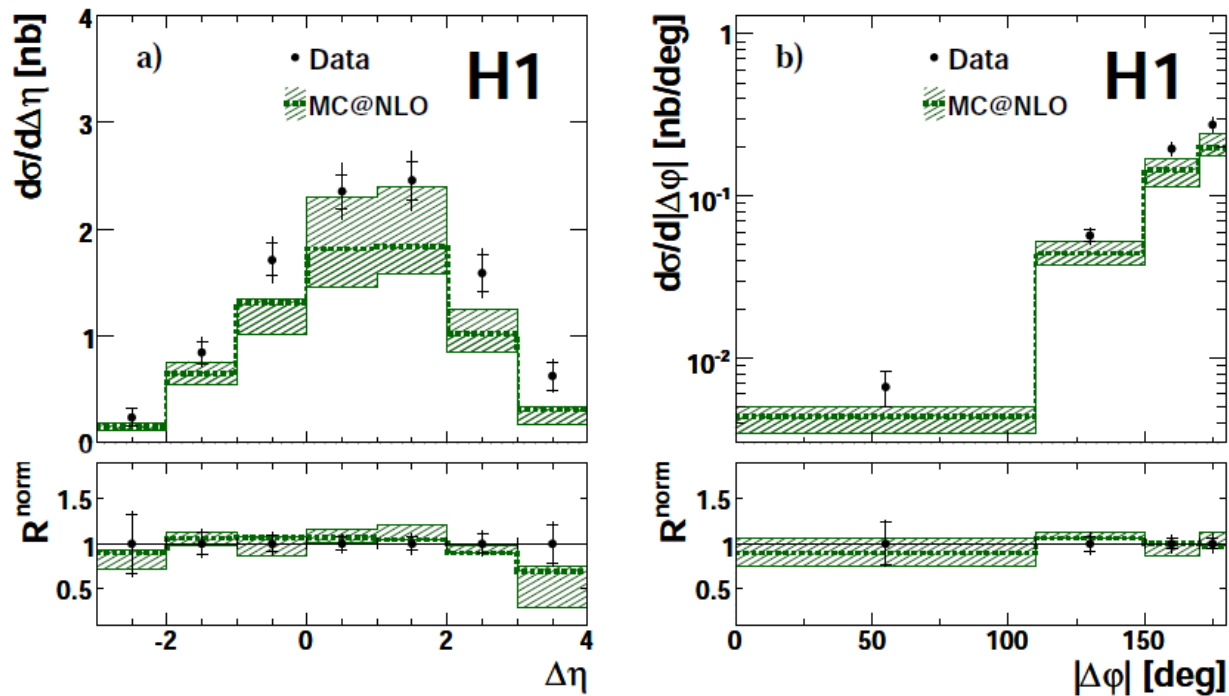 a)
Data
MC@NLO
H1
dσ/dΔη [nb]
4
3
2
1
0
R^norm
1.5
1
0.5
-2 0 2 4
Δη
b)
Data
MC@NLO
H1
dσ/d|Δφ| [nb/deg]
1
10^-1
10^-2
R^norm
1.5
1
0.5
0 50 100 150
|Δφ| [deg]